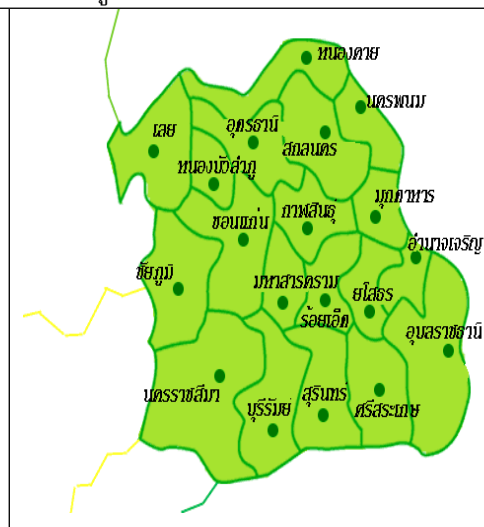 หนองคาย
นครพนม
เลย
อุดรธานี
สกลนคร
หนองบัวลำภู
มุกดาหาร
ขอนแก่น
กาฬสินธุ์
อำนาจเจริญ
ชัยภูมิ
มหาสารคราม
ยโสธร
ร้อยเอ็ด
อุบลราชธานี
นครราชสีมา
บุรีรัมย์
สุรินทร์
ศรีสระเกษ